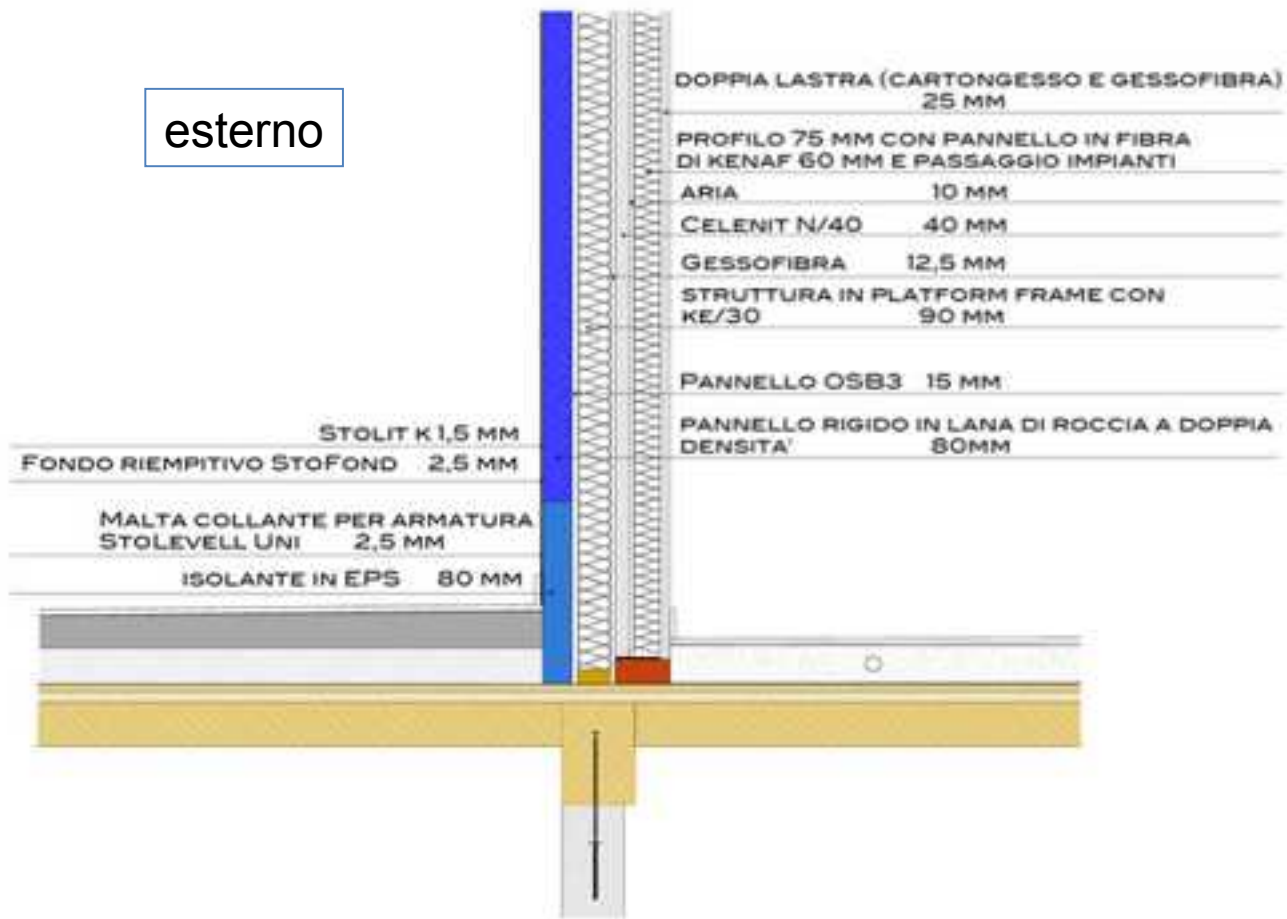 esterno
DOPPIA LASTRA (CARTONGESSO E GESSOFIBRA)
25 MM
PROFILO 75 MM CON PANNELLO IN FIBRA
DI KENAF 60 MM E PASSAGGIO IMPIANTI
ARIA 10 MM
CELENIT N/40 40 MM
GESSOFIBRA 12,5 MM
STRUTTURA IN PLATFORM FRAME CON
KE/30 90 MM
PANNELLO OSB3 15 MM
PANNELLO RIGIDO IN LANA DI ROCCIA A DOPPIA
DENSITA' 80MM
STOLIT K 1,5 MM
FONDO RIEMPITIVO STOFOND 2,5 MM
MALTA COLLANTE PER ARMATURA
STOLEVELL UNI 2,5 MM
ISOLANTE IN EPS 80 MM